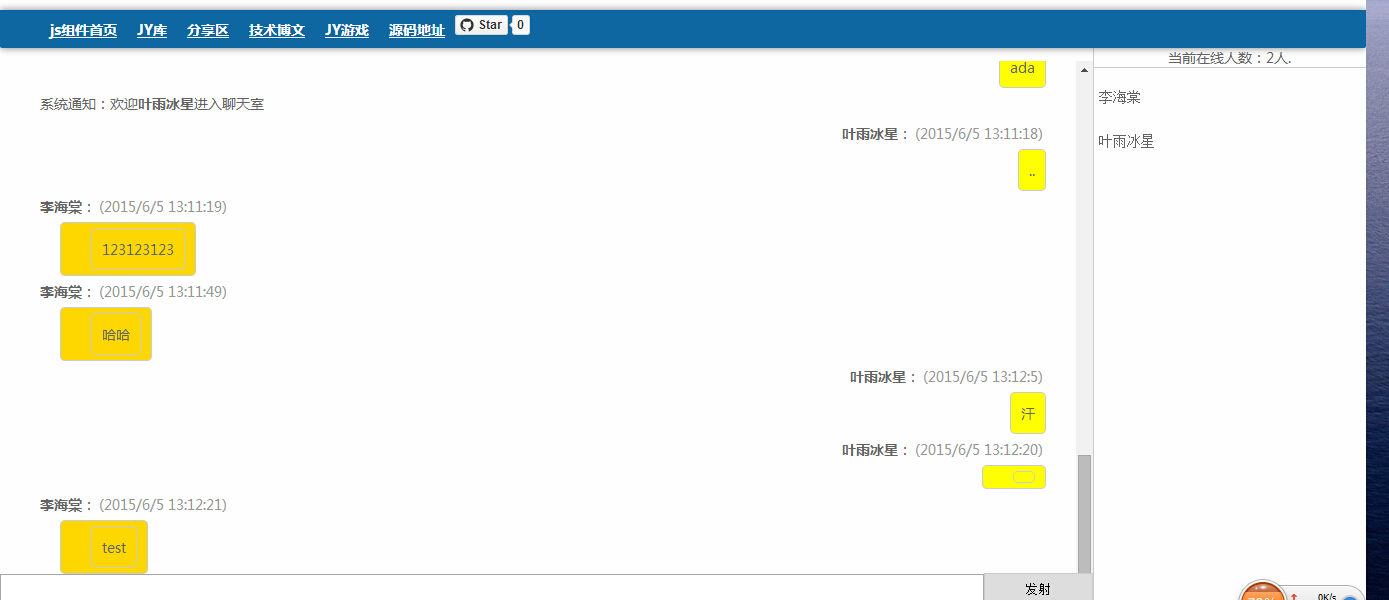 js组件首页 JY库 分享区 技术博文 JY游戏 源码地址 Star 0
当前在线人数：2人.
李海棠
叶雨冰星
ada
系统通知：欢迎叶雨冰星进入聊天室
叶雨冰星： (2015/6/5 13:11:18)
..
李海棠： (2015/6/5 13:11:19)
123123123
李海棠： (2015/6/5 13:11:49)
哈哈
叶雨冰星： (2015/6/5 13:12:5)
汗
叶雨冰星： (2015/6/5 13:12:20)
李海棠： (2015/6/5 13:12:21)
test
发射
0K/s